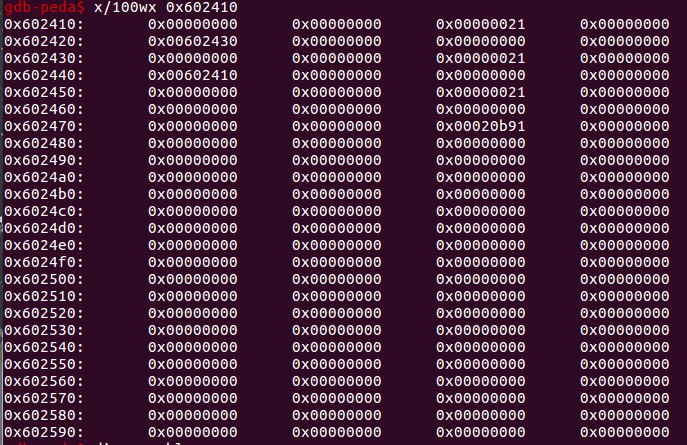 gdb-peda$ x/100wx 0x602410
0x602410: 0x00000000 0x00000000 0x00000021 0x00000000
0x602420: 0x00602430 0x00000000 0x00000000 0x00000000
0x602430: 0x00000000 0x00000000 0x00000021 0x00000000
0x602440: 0x00602410 0x00000000 0x00000000 0x00000000
0x602450: 0x00000000 0x00000000 0x00000021 0x00000000
0x602460: 0x00000000 0x00000000 0x00000000 0x00000000
0x602470: 0x00000000 0x00000000 0x00020b91 0x00000000
0x602480: 0x00000000 0x00000000 0x00000000 0x00000000
0x602490: 0x00000000 0x00000000 0x00000000 0x00000000
0x6024a0: 0x00000000 0x00000000 0x00000000 0x00000000
0x6024b0: 0x00000000 0x00000000 0x00000000 0x00000000
0x6024c0: 0x00000000 0x00000000 0x00000000 0x00000000
0x6024d0: 0x00000000 0x00000000 0x00000000 0x00000000
0x6024e0: 0x00000000 0x00000000 0x00000000 0x00000000
0x6024f0: 0x00000000 0x00000000 0x00000000 0x00000000
0x602500: 0x00000000 0x00000000 0x00000000 0x00000000
0x602510: 0x00000000 0x00000000 0x00000000 0x00000000
0x602520: 0x00000000 0x00000000 0x00000000 0x00000000
0x602530: 0x00000000 0x00000000 0x00000000 0x00000000
0x602540: 0x00000000 0x00000000 0x00000000 0x00000000
0x602550: 0x00000000 0x00000000 0x00000000 0x00000000
0x602560: 0x00000000 0x00000000 0x00000000 0x00000000
0x602570: 0x00000000 0x00000000 0x00000000 0x00000000
0x602580: 0x00000000 0x00000000 0x00000000 0x00000000
0x602590: 0x00000000 0x00000000 0x00000000 0x00000000